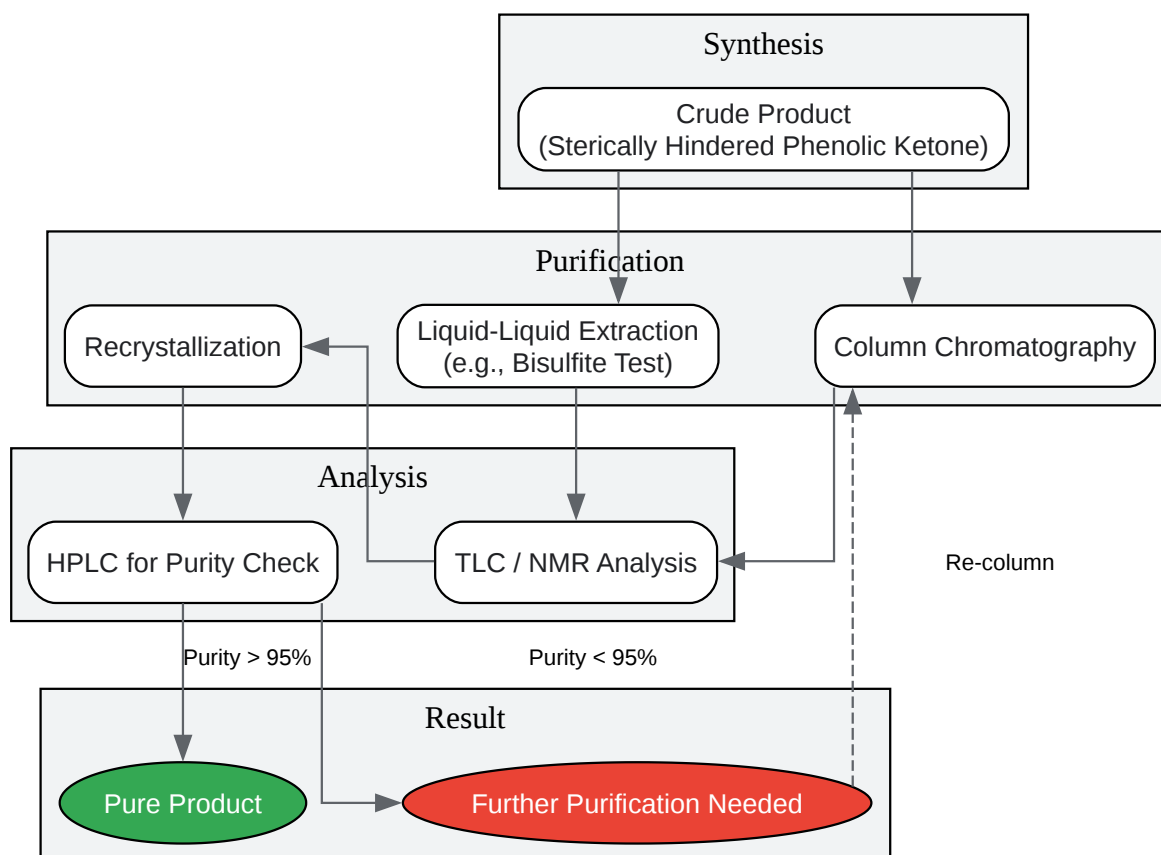 Synthesis
Crude Product
(Sterically Hindered Phenolic Ketone)
Purification
Recrystallization
Liquid-Liquid Extraction
(e.g., Bisulfite Test)
Column Chromatography
Analysis
HPLC for Purity Check
TLC / NMR Analysis
Re-column
Purity > 95%
Purity < 95%
Result
Pure Product
Further Purification Needed